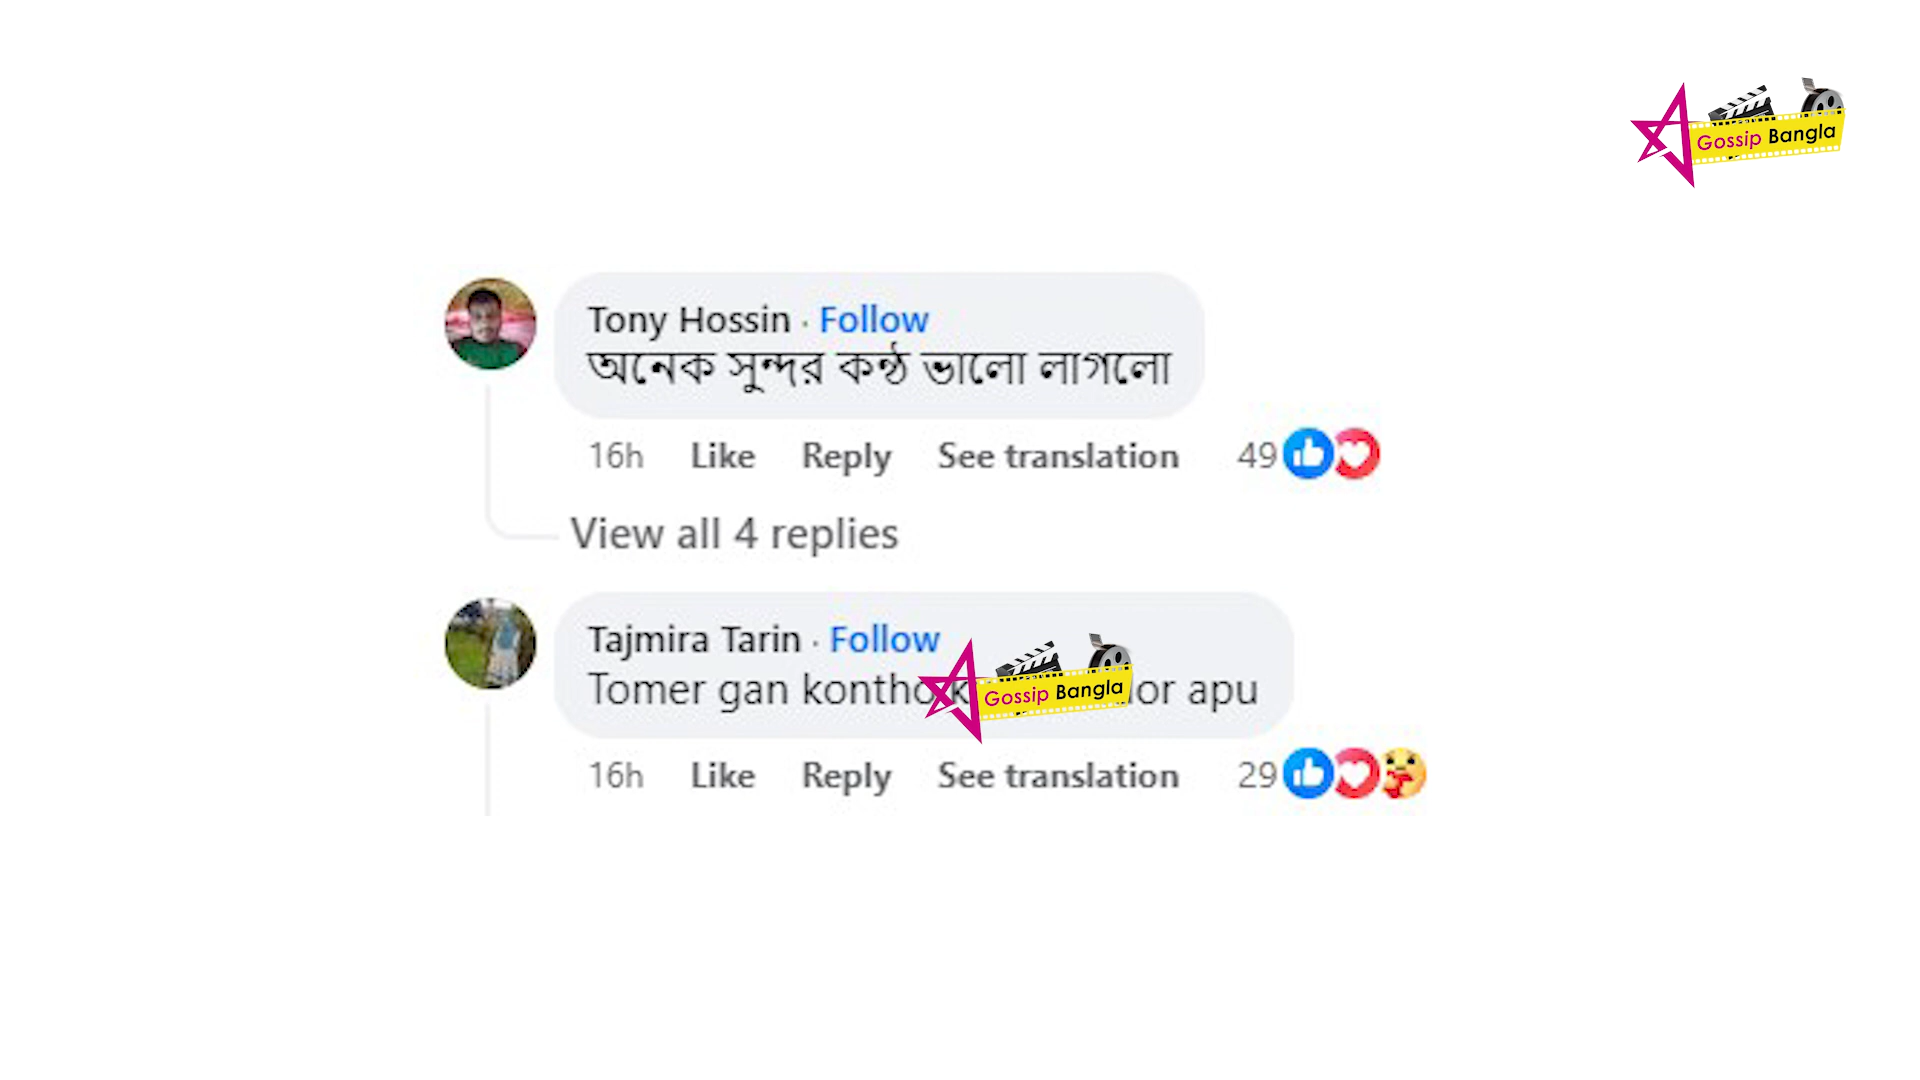 Gossip Bangla
Tony Hossin · Follow
অনেক সুন্দর কন্ঠ ভালো লাগলো
16h Like Reply See translation 49
View all 4 replies
Tajmira Tarin · Follow
Tomer gan kontho apu
Gossip Bangla
16h Like Reply See translation 29